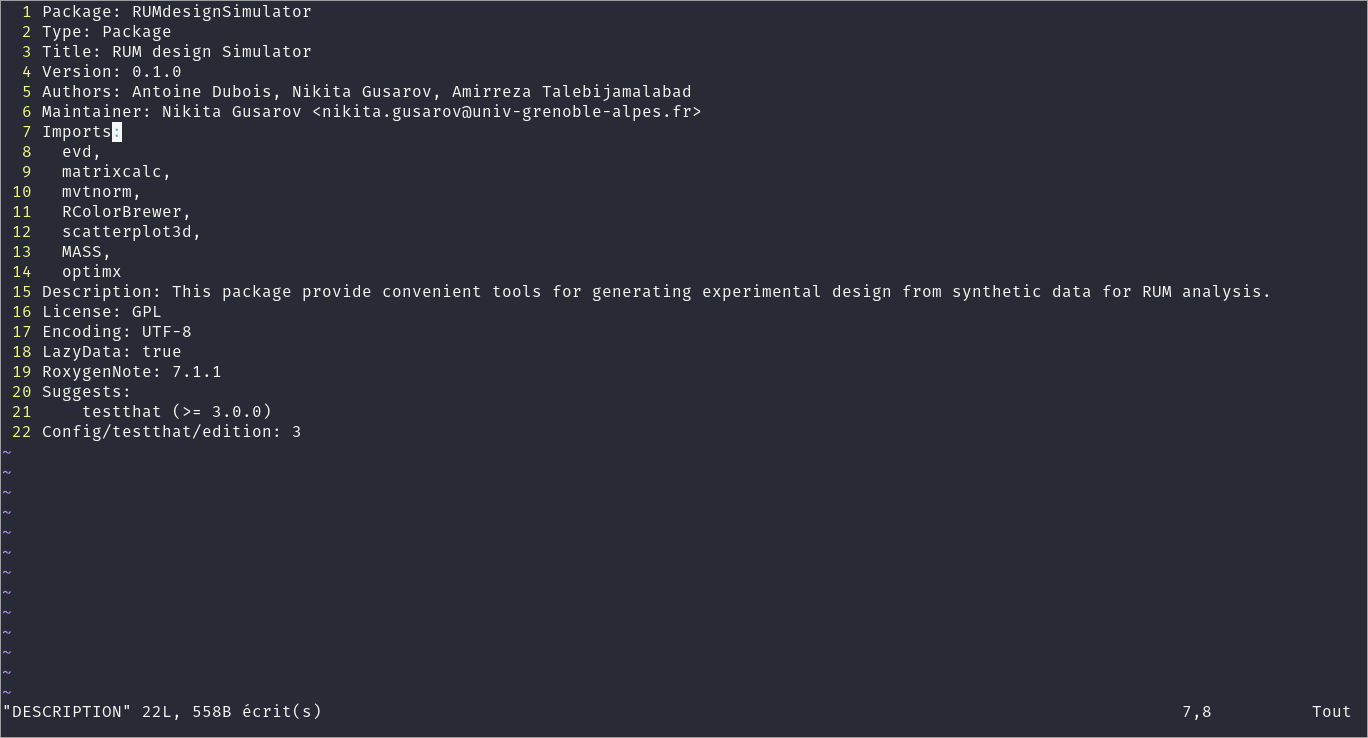 1 Package: RUMdesignSimulator
2 Type: Package
3 Title: RUM design Simulator
4 Version: 0.1.0
5 Authors: Antoine Dubois, Nikita Gusarov, Amirreza Talebijamalabad
6 Maintainer: Nikita Gusarov <nikita.gusarov@univ-grenoble-alpes.fr>
7 Imports:
8   evd,
9   matrixcalc,
10   mvtnorm,
11   RColorBrewer,
12   scatterplot3d,
13   MASS,
14   optimx
15 Description: This package provide convenient tools for generating experimental design from synthetic data for RUM analysis.
16 License: GPL
17 Encoding: UTF-8
18 LazyData: true
19 RoxygenNote: 7.1.1
20 Suggests:
21     testthat (>= 3.0.0)
22 Config/testthat/edition: 3
~
~
~
~
~
~
~
~
~
~
~
~
~
"DESCRIPTION" 22L, 558B écrit(s) 7,8 Tout